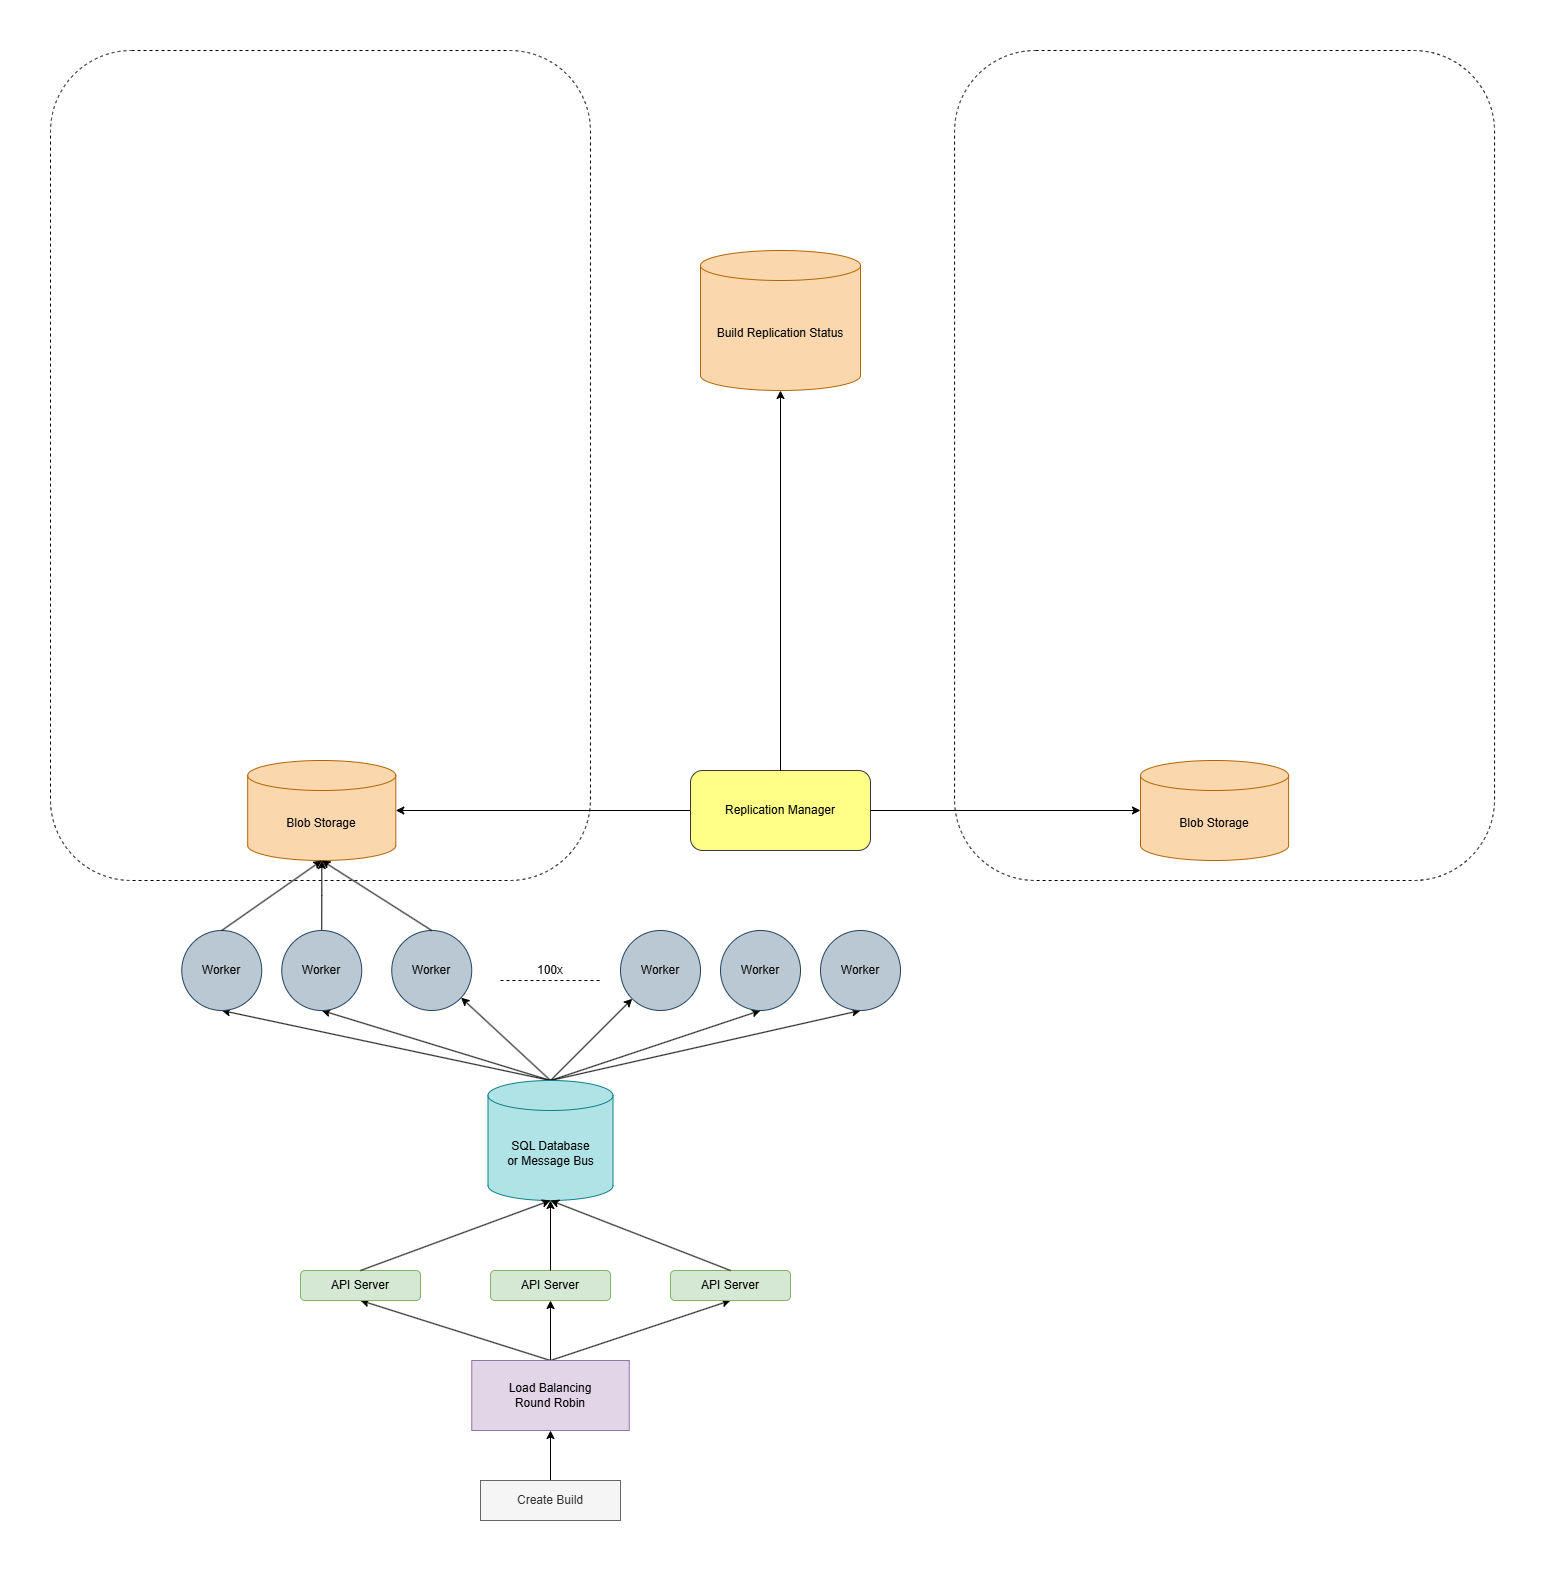 Build Replication Status
Replication Manager
Blob Storage
Blob Storage
Worker
Worker
Worker
100x
Worker
Worker
Worker
SQL Database
or Message Bus
API Server
API Server
API Server
Load Balancing
Round Robin
Create Build